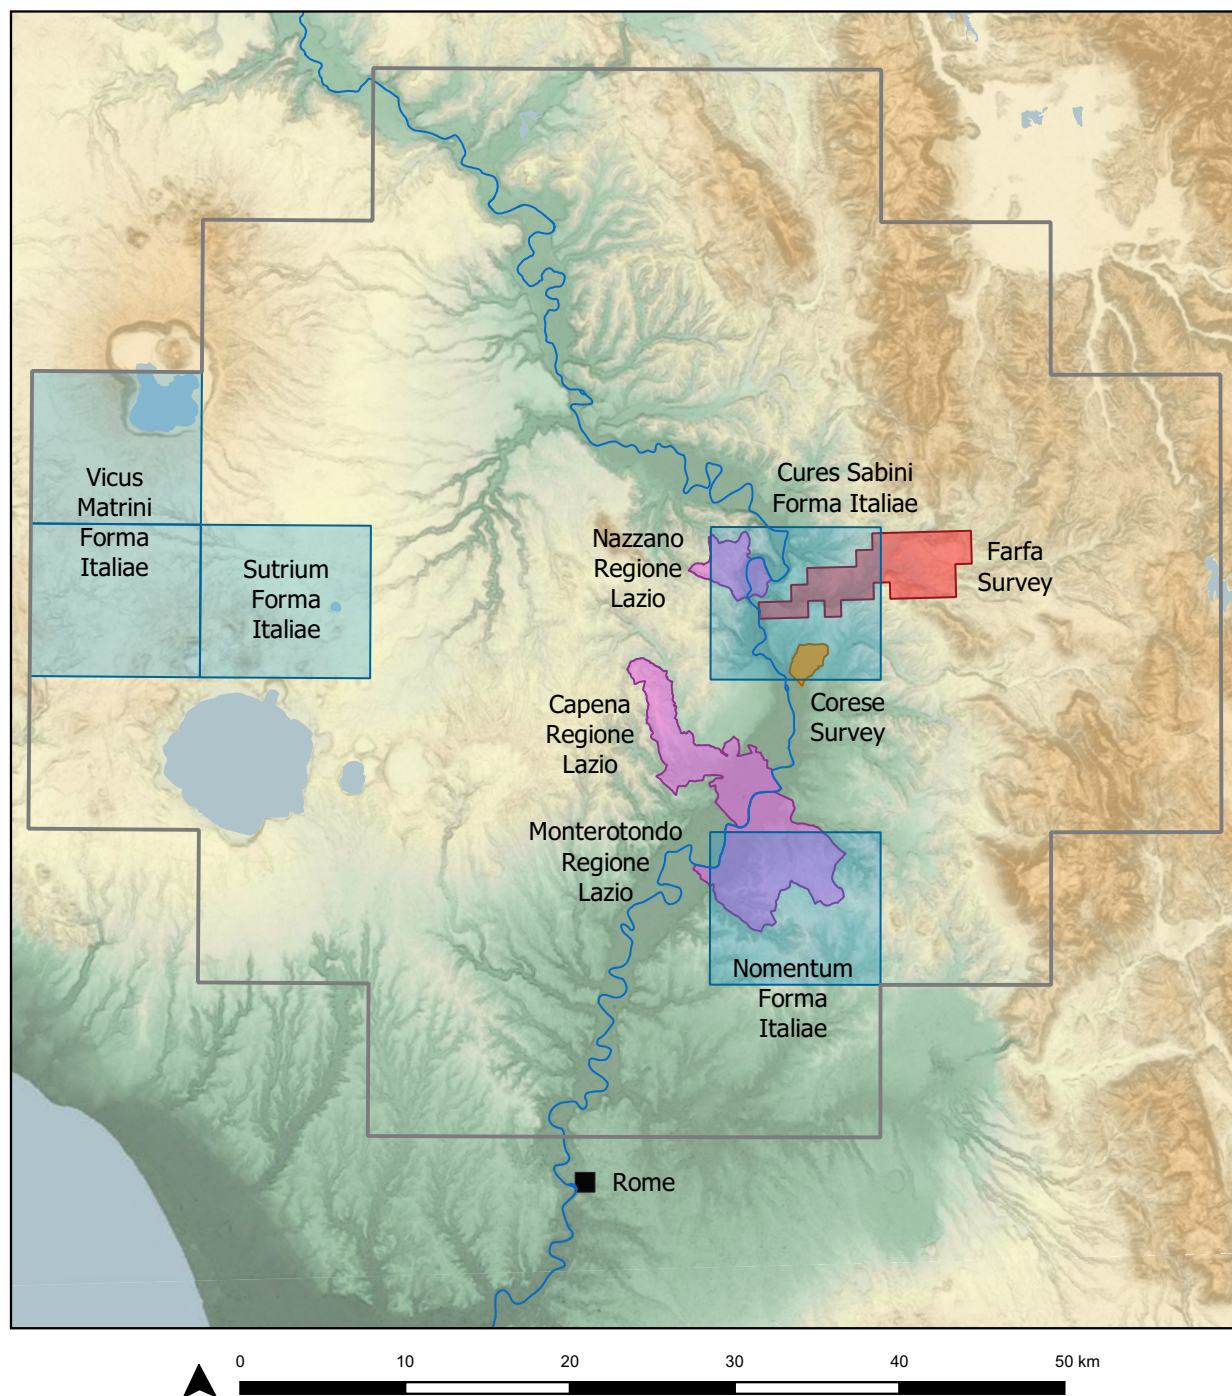 Cures Sabini
Forma Italiae
Vicus
Matrini
Forma
Italiae
Nazzano
Regione
Lazio
Farfa
Survey
Sutrium
Forma
Italiae
Capena
Regione
Lazio
Corese
Survey
Monterotondo
Regione
Lazio
Nomentum
Forma
Italiae
Rome
0 10 20 30 40 50 km